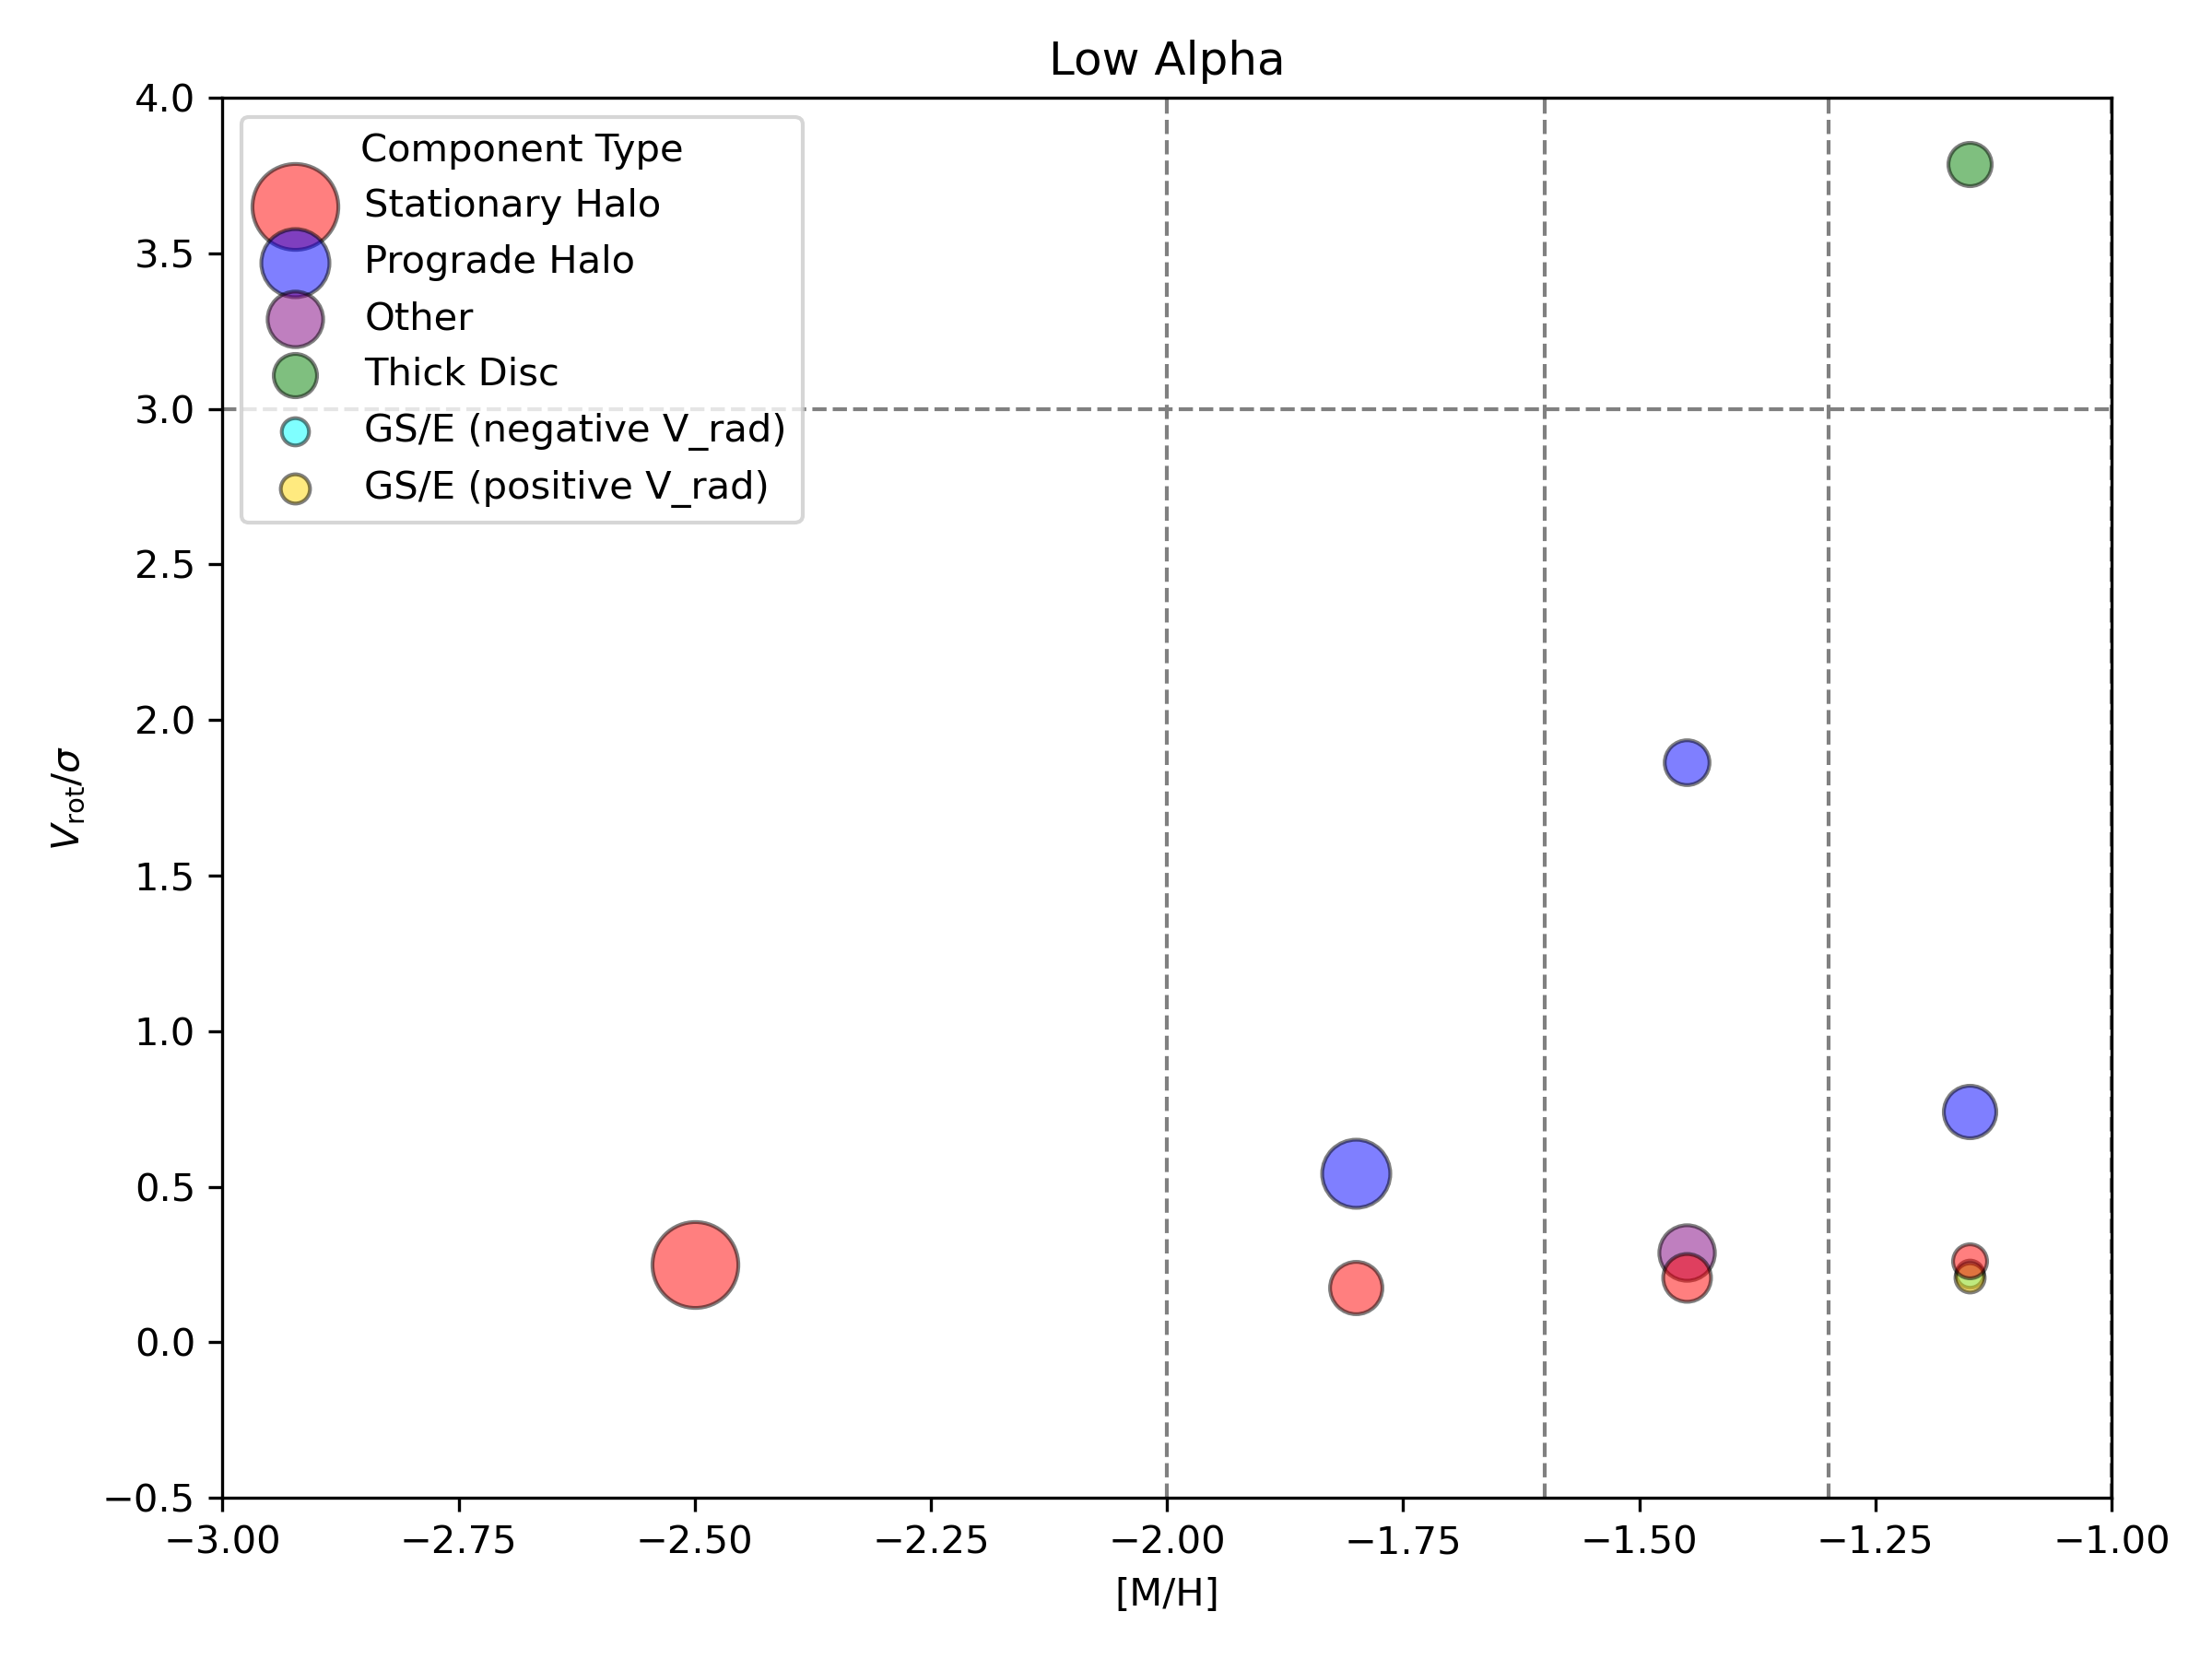 Low Alpha
4.0
3.5
3.0
2.5
2.0
1.5
1.0
0.5
0.0
−0.5
Component Type
Stationary Halo
Prograde Halo
Other
Thick Disc
GS/E (negative V_rad)
GS/E (positive V_rad)
V_rot/σ
−3.00 −2.75 −2.50 −2.25 −2.00 −1.75 −1.50 −1.25 −1.00
[M/H]